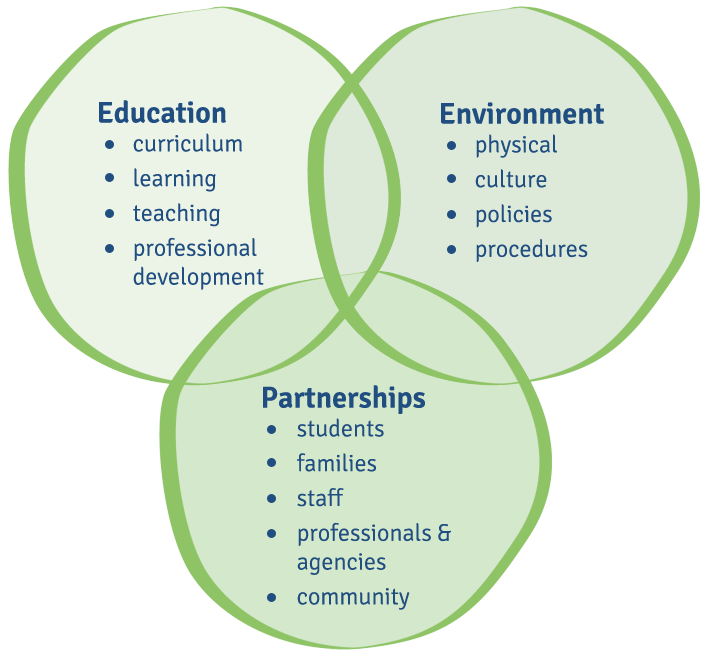 Education
• curriculum
• learning
• teaching
• professional
development
Environment
• physical
• culture
• policies
• procedures
Partnerships
• students
• families
• staff
• professionals &
agencies
• community